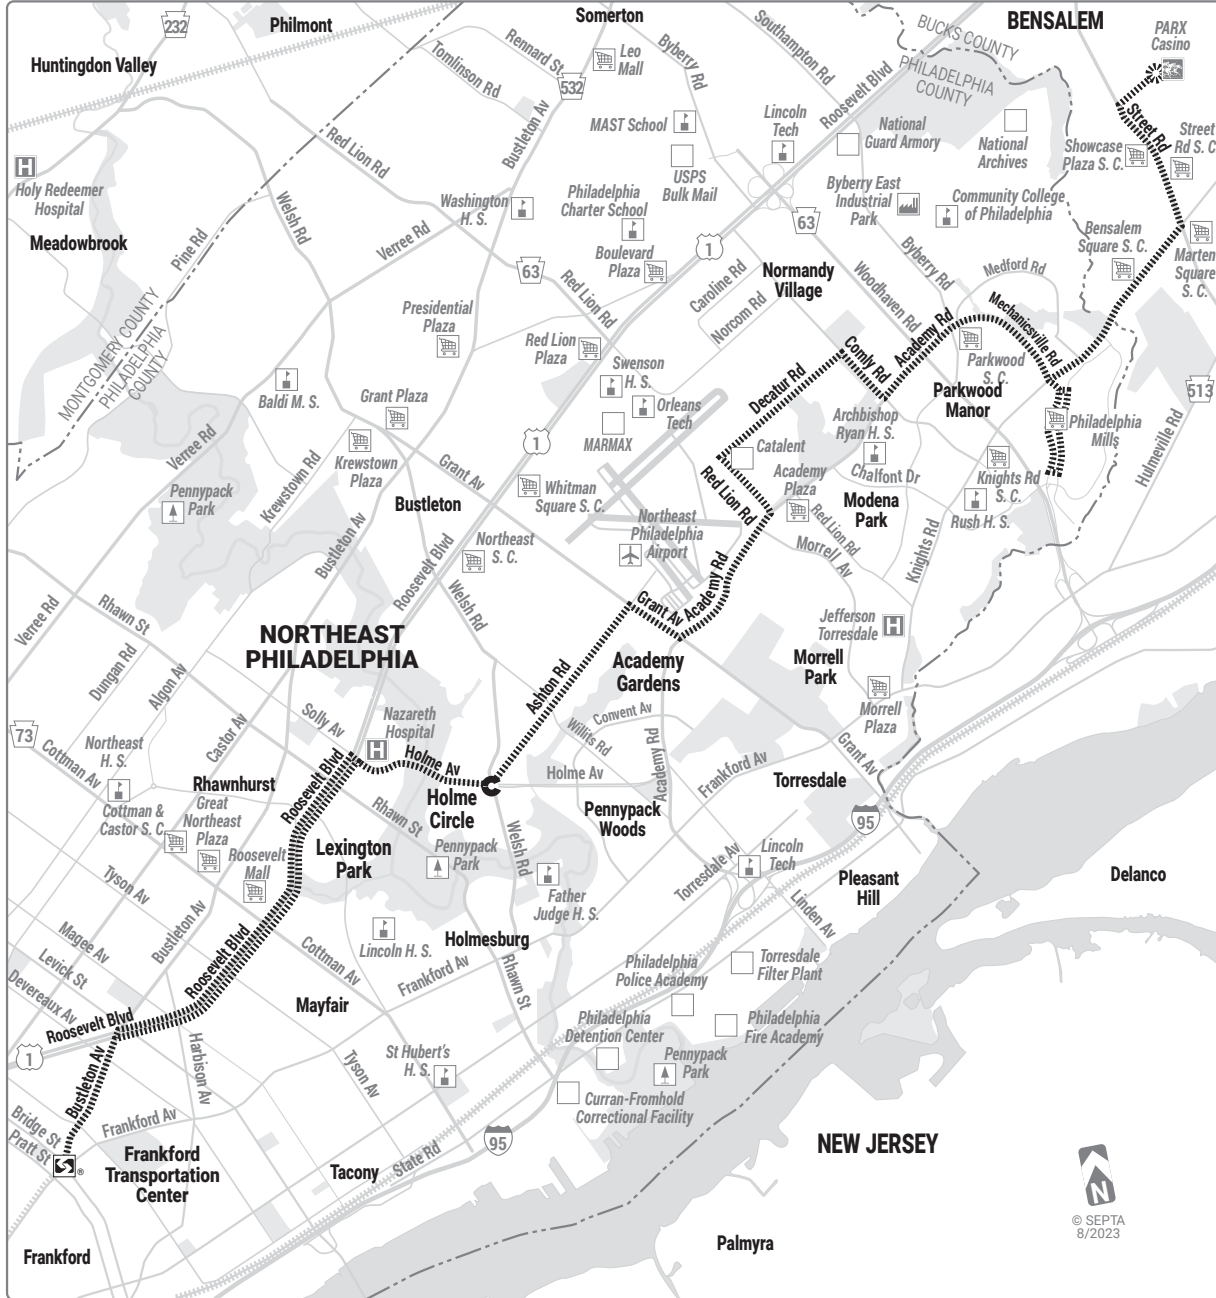 232
Philmont
Somerton
BENSALEM
BUCKS COUNTY
PHILADELPHIA
COUNTY
PARX
Casino
Huntingdon Valley
Tomlinson Rd
Rennard St
532
Leo
Mall
Byberry Rd
Southampton Rd
Roosevelt Blvd
Bustleton Av
MAST School
Lincoln
Tech
National
Guard Armory
National
Archives
Street Rd
Showcase
Plaza S. C.
Street
Rd S. C.
Red Lion Rd
USPS
Bulk Mail
H
Holy Redeemer
Hospital
Meadowbrook
Pine Rd
Welsh Rd
Verree Rd
Washington
H. S.
Philadelphia
Charter School
Byberry East
Industrial
Park
Community College
of Philadelphia
63
Boulevard
Plaza
1
63
Bensalem
Square S. C.
Marten
Square
S. C.
Normandy
Village
Caroline Rd
Norcom Rd
Woodhaven Rd
Byberry Rd
Medford Rd
Mechanicsville Rd
Red Lion Rd
Presidential
Plaza
Red Lion
Plaza
Swenson
H. S.
Orleans
Tech
MARMAX
Decatur Rd
Comly Rd
Academy Rd
Parkwood
S. C.
Parkwood
Manor
513
Hulmeville Rd
MONTGOMERY COUNTY
PHILADELPHIA
COUNTY
Baldi M. S.
Grant Plaza
Krewstown
Plaza
Verree Rd
Krewstown Rd
Pennypack
Park
Grant Av
Bustleton
1
Whitman
Square S. C.
Catalent
Red Lion Rd
Academy
Plaza
Archbishop
Ryan H. S.
Chalfont Dr
Modena
Park
Knights Rd
S. C.
Rush H. S.
Philadelphia
Mills
Northeast
Philadelphia
Airport
Northeast
S. C.
Bustleton Av
Roosevelt Blvd
Welsh Rd
Red Lion Rd
Morrell Av
Knights Rd
Grant Av
Academy Rd
Verree Rd
Rhawn St
NORTHEAST
PHILADELPHIA
Dungan Rd
Algon Av
Castor Av
Ashton Rd
Academy
Gardens
Jefferson
Torresdale
H
Morrell
Park
Morrell
Plaza
Solly Av
Nazareth
Hospital
H
Willits Rd
Convent Av
Academy Rd
Frankford Av
Grant Av
73
Cottman Av
Northeast
H. S.
Roosevelt Blvd
Holme Av
Holme Av
Holme
Circle
Pennypack
Woods
Torresdale
95
Rhawnhurst
Cottman &
Castor S. C.
Great
Northeast
Plaza
Roosevelt
Mall
Lexington
Park
Rhawn St
Pennypack
Park
Welsh Rd
Father
Judge H. S.
Torresdale Av
Lincoln
Tech
Pleasant
Hill
Linden Av
Delanco
Tyson Av
Magee Av
Levick St
Devereaux Av
Bustleton Av
Roosevelt Blvd
Cottman Av
Lincoln H. S.
Holmesburg
Frankford Av
Rhawn St
Philadelphia
Police Academy
Torresdale
Filter Plant
Mayfair
Roosevelt Blvd
1
Harbison Av
Tyson Av
St Hubert's
H. S.
Philadelphia
Detention Center
Philadelphia
Fire Academy
Pennypack
Park
Curran-Fromhold
Correctional Facility
Bustleton Av
Bridge St
Pratt St
Frankford Av
®
Frankford
Transportation
Center
Tacony
State Rd
95
NEW JERSEY
N
© SEPTA
8/2023
Frankford
Palmyra